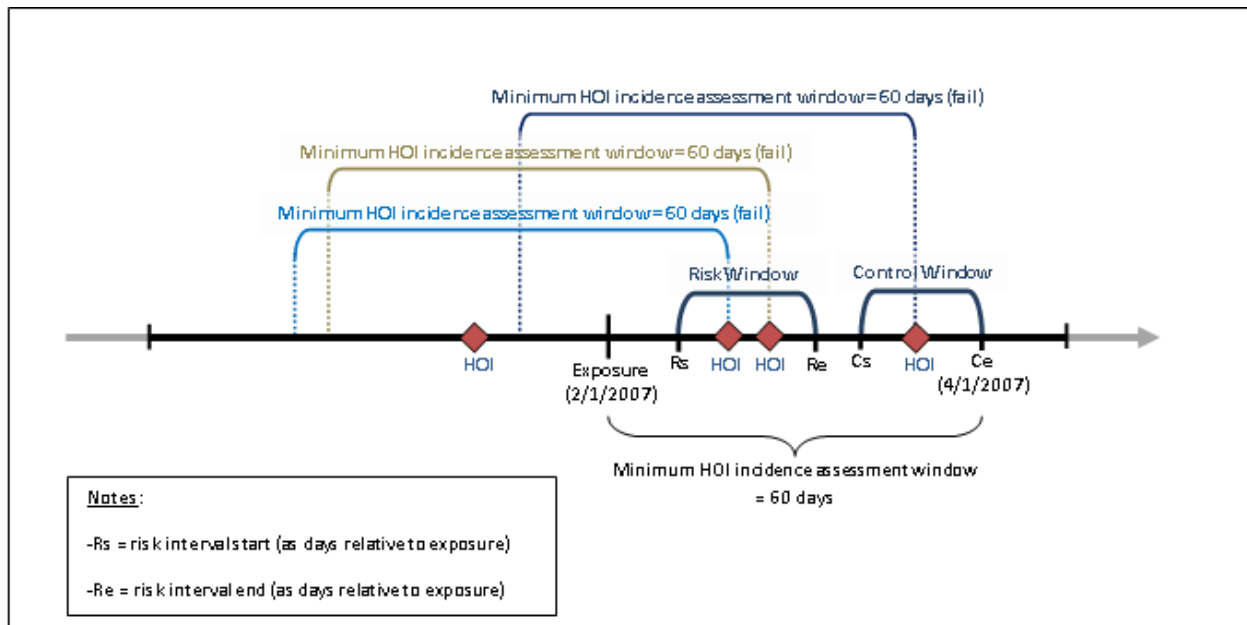 Minimum HOI incidence assessment window = 60 days (fail)
Minimum HOI incidence assessment window = 60 days (fail)
Minimum HOI incidence assessment window = 60 days (fail)
Risk Window
Control Window
HOI
Exposure
(2/1/2007)
Rs
HOI
HOI
Re
Cs
HOI
Ce
(4/1/2007)
Minimum HOI incidence assessment window
= 60 days
Notes:
-Rs = risk interval start (as days relative to exposure)
-Re = risk interval end (as days relative to exposure)